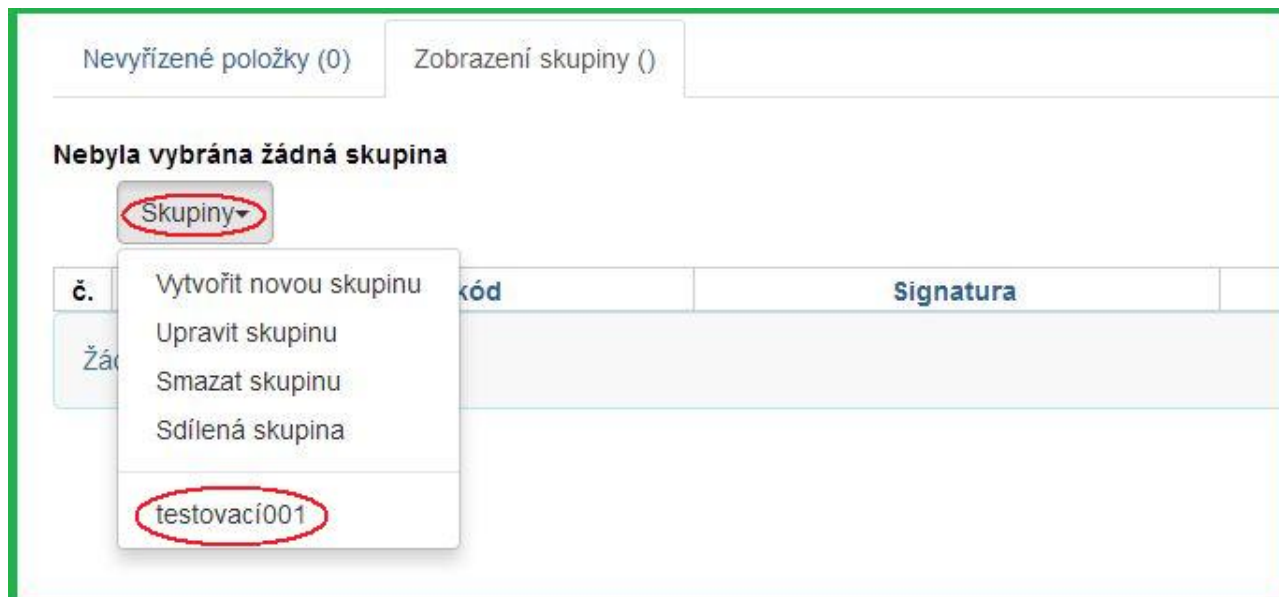 Nevyřízené položky (0) Zobrazení skupiny ()
Nebyla vybrána žádná skupina
Skupiny
č. kód Signatura
Vytvořit novou skupinu
Upravit skupinu
Smazat skupinu
Sdílená skupina
testovací001